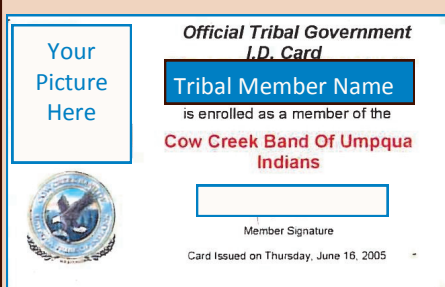 Your
Picture
Here
Official Tribal Government
I.D. Card
Tribal Member Name
is enrolled as a member of the
Cow Creek Band Of Umpqua
Indians
Member Signature
Card Issued on Thursday, June 16, 2005